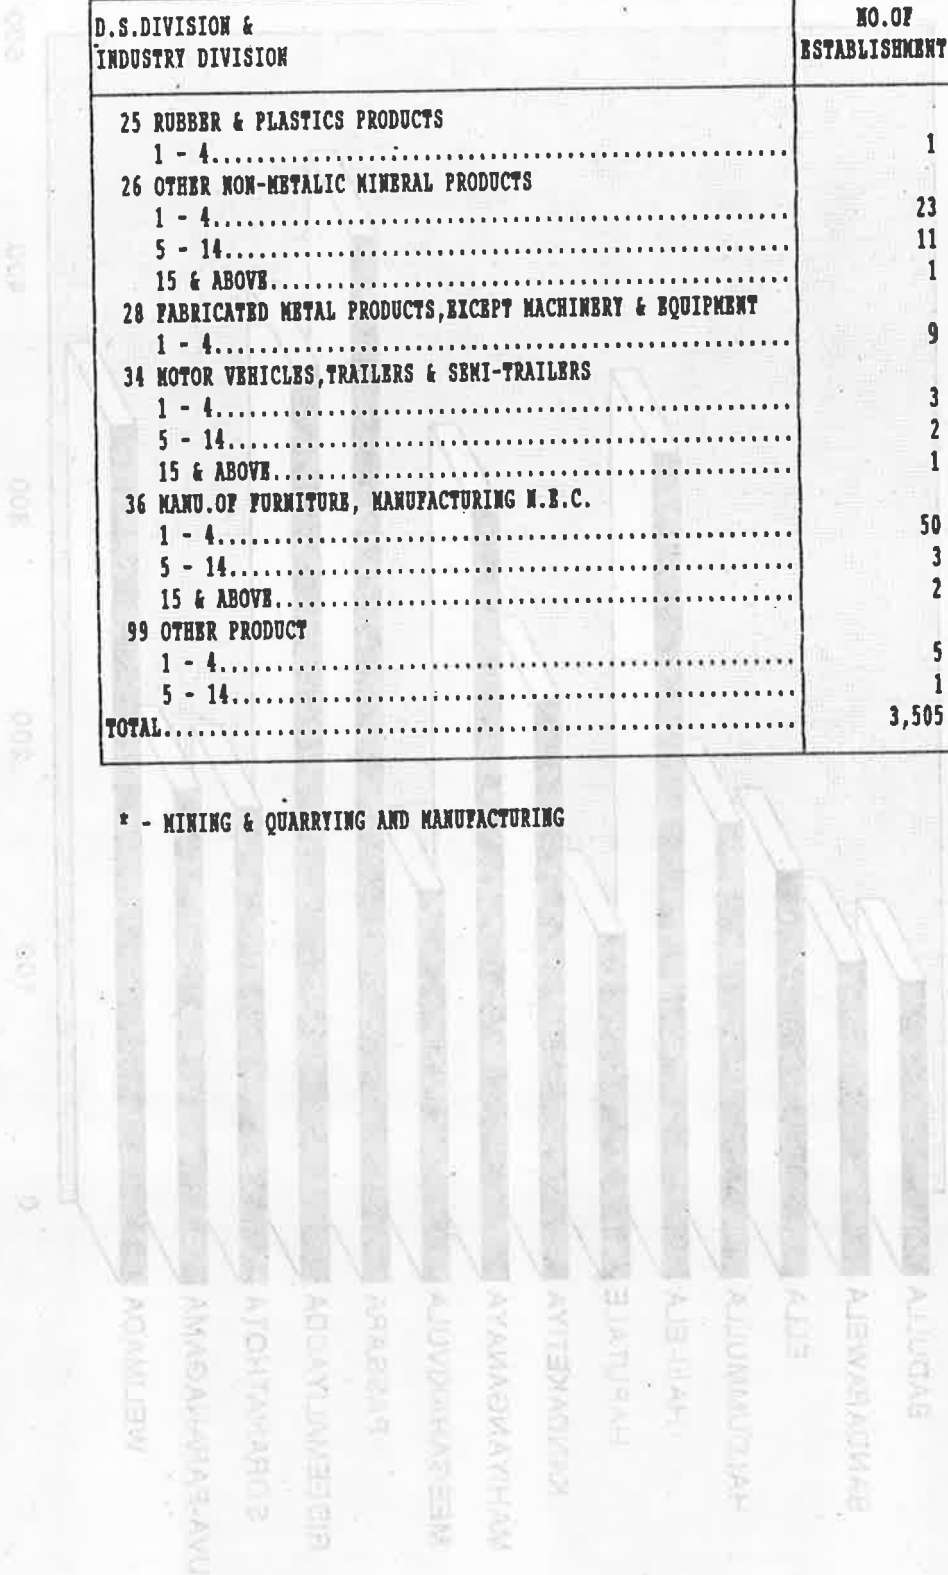 D.S.DIVISION &
INDUSTRY DIVISION
NO.OF
ESTABLISHMENT
25 RUBBER & PLASTICS PRODUCTS
1 - 4.................................................... 1
26 OTHER NON-METALIC MINERAL PRODUCTS
1 - 4.................................................... 23
5 - 14................................................... 11
15 & ABOVE............................................... 1
28 FABRICATED METAL PRODUCTS,EXCEPT MACHINERY & EQUIPMENT
1 - 4.................................................... 9
34 MOTOR VEHICLES,TRAILERS & SEMI-TRAILERS
1 - 4.................................................... 3
5 - 14................................................... 2
15 & ABOVE............................................... 1
36 MANU.OF FURNITURE, MANUFACTURING N.E.C.
1 - 4.................................................... 50
5 - 14................................................... 3
15 & ABOVE............................................... 2
99 OTHER PRODUCT
1 - 4.................................................... 5
5 - 14................................................... 1
TOTAL......................................................... 3,505
* - MINING & QUARRYING AND MANUFACTURING